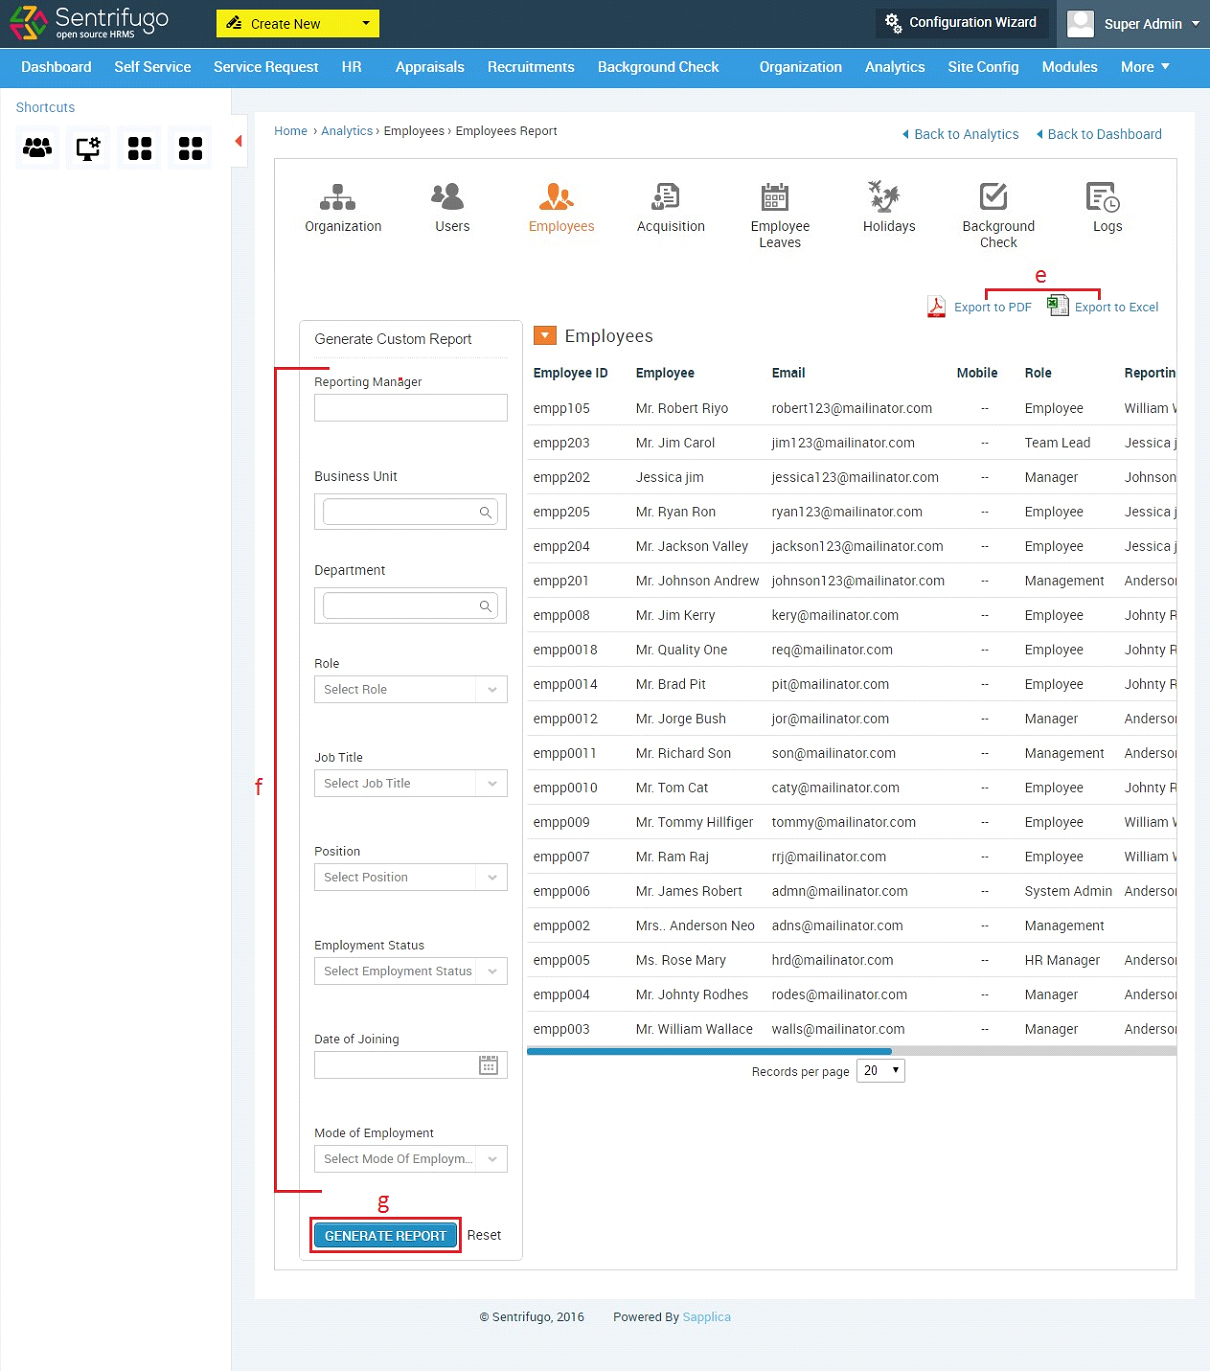 Sentrifugo
open source HRMS
Create New
Configuration Wizard
Super Admin
Dashboard Self Service Service Request HR Appraisals Recruitments Background Check Organization Analytics Site Config Modules More
Shortcuts
Home › Analytics › Employees › Employees Report
Back to Analytics Back to Dashboard
Organization Users Employees Acquisition Employee Leaves Holidays Background Check Logs
e
Export to PDF Export to Excel
Generate Custom Report
Reporting Manager
Business Unit
Department
Role
Select Role
Job Title
Select Job Title
f
Position
Select Position
Employment Status
Select Employment Status
Date of Joining
Mode of Employment
Select Mode Of Employm...
g
GENERATE REPORT Reset
Employees
Employee ID Employee Email Mobile Role Reportin
empp105 Mr. Robert Riyo robert123@mailinator.com -- Employee William W
empp203 Mr. Jim Carol jim123@mailinator.com -- Team Lead Jessica j
empp202 Jessica jim jessica123@mailinator.com -- Manager Johnson
empp205 Mr. Ryan Ron ryan123@mailinator.com -- Employee Jessica j
empp204 Mr. Jackson Valley jackson123@mailinator.com -- Employee Jessica j
empp201 Mr. Johnson Andrew johnson123@mailinator.com -- Management Anderson
empp008 Mr. Jim Kerry kery@mailinator.com -- Employee Johnty R
empp0018 Mr. Quality One req@mailinator.com -- Employee Johnty R
empp0014 Mr. Brad Pit pit@mailinator.com -- Employee Johnty R
empp0012 Mr. Jorge Bush jor@mailinator.com -- Manager Anderson
empp0011 Mr. Richard Son son@mailinator.com -- Management Anderson
empp0010 Mr. Tom Cat caty@mailinator.com -- Employee Johnty R
empp009 Mr. Tommy Hillfiger tommy@mailinator.com -- Employee William W
empp007 Mr. Ram Raj rrj@mailinator.com -- Employee William W
empp006 Mr. James Robert admn@mailinator.com -- System Admin Anderson
empp002 Mrs.. Anderson Neo adns@mailinator.com -- Management
empp005 Ms. Rose Mary hrd@mailinator.com -- HR Manager Anderson
empp004 Mr. Johnty Rodhes rodes@mailinator.com -- Manager Anderson
empp003 Mr. William Wallace walls@mailinator.com -- Manager Anderson
Records per page 20
© Sentrifugo, 2016 Powered By Sapplica